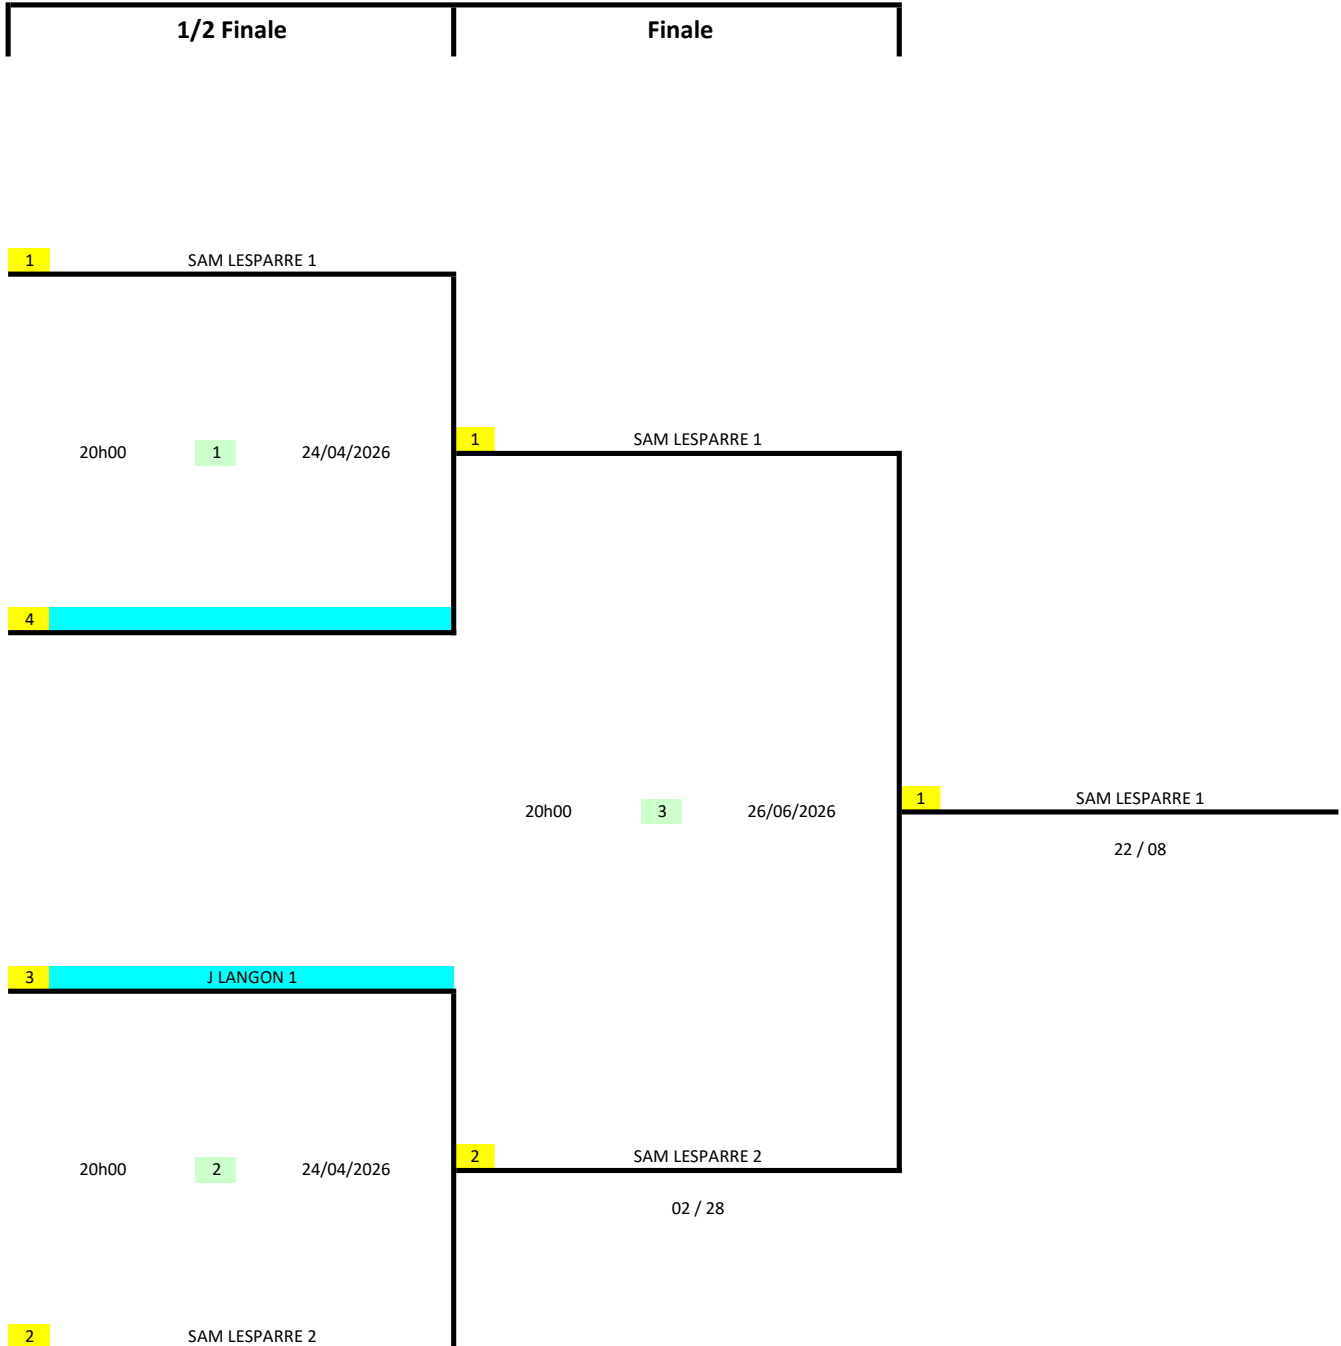 1/2 Finale Finale
1 SAM LESPARRE 1
1 SAM LESPARRE 1
20h00 1 24/04/2026
4
1 SAM LESPARRE 1
20h00 3 26/06/2026
22 / 08
3 J LANGON 1
2 SAM LESPARRE 2
20h00 2 24/04/2026
02 / 28
2 SAM LESPARRE 2